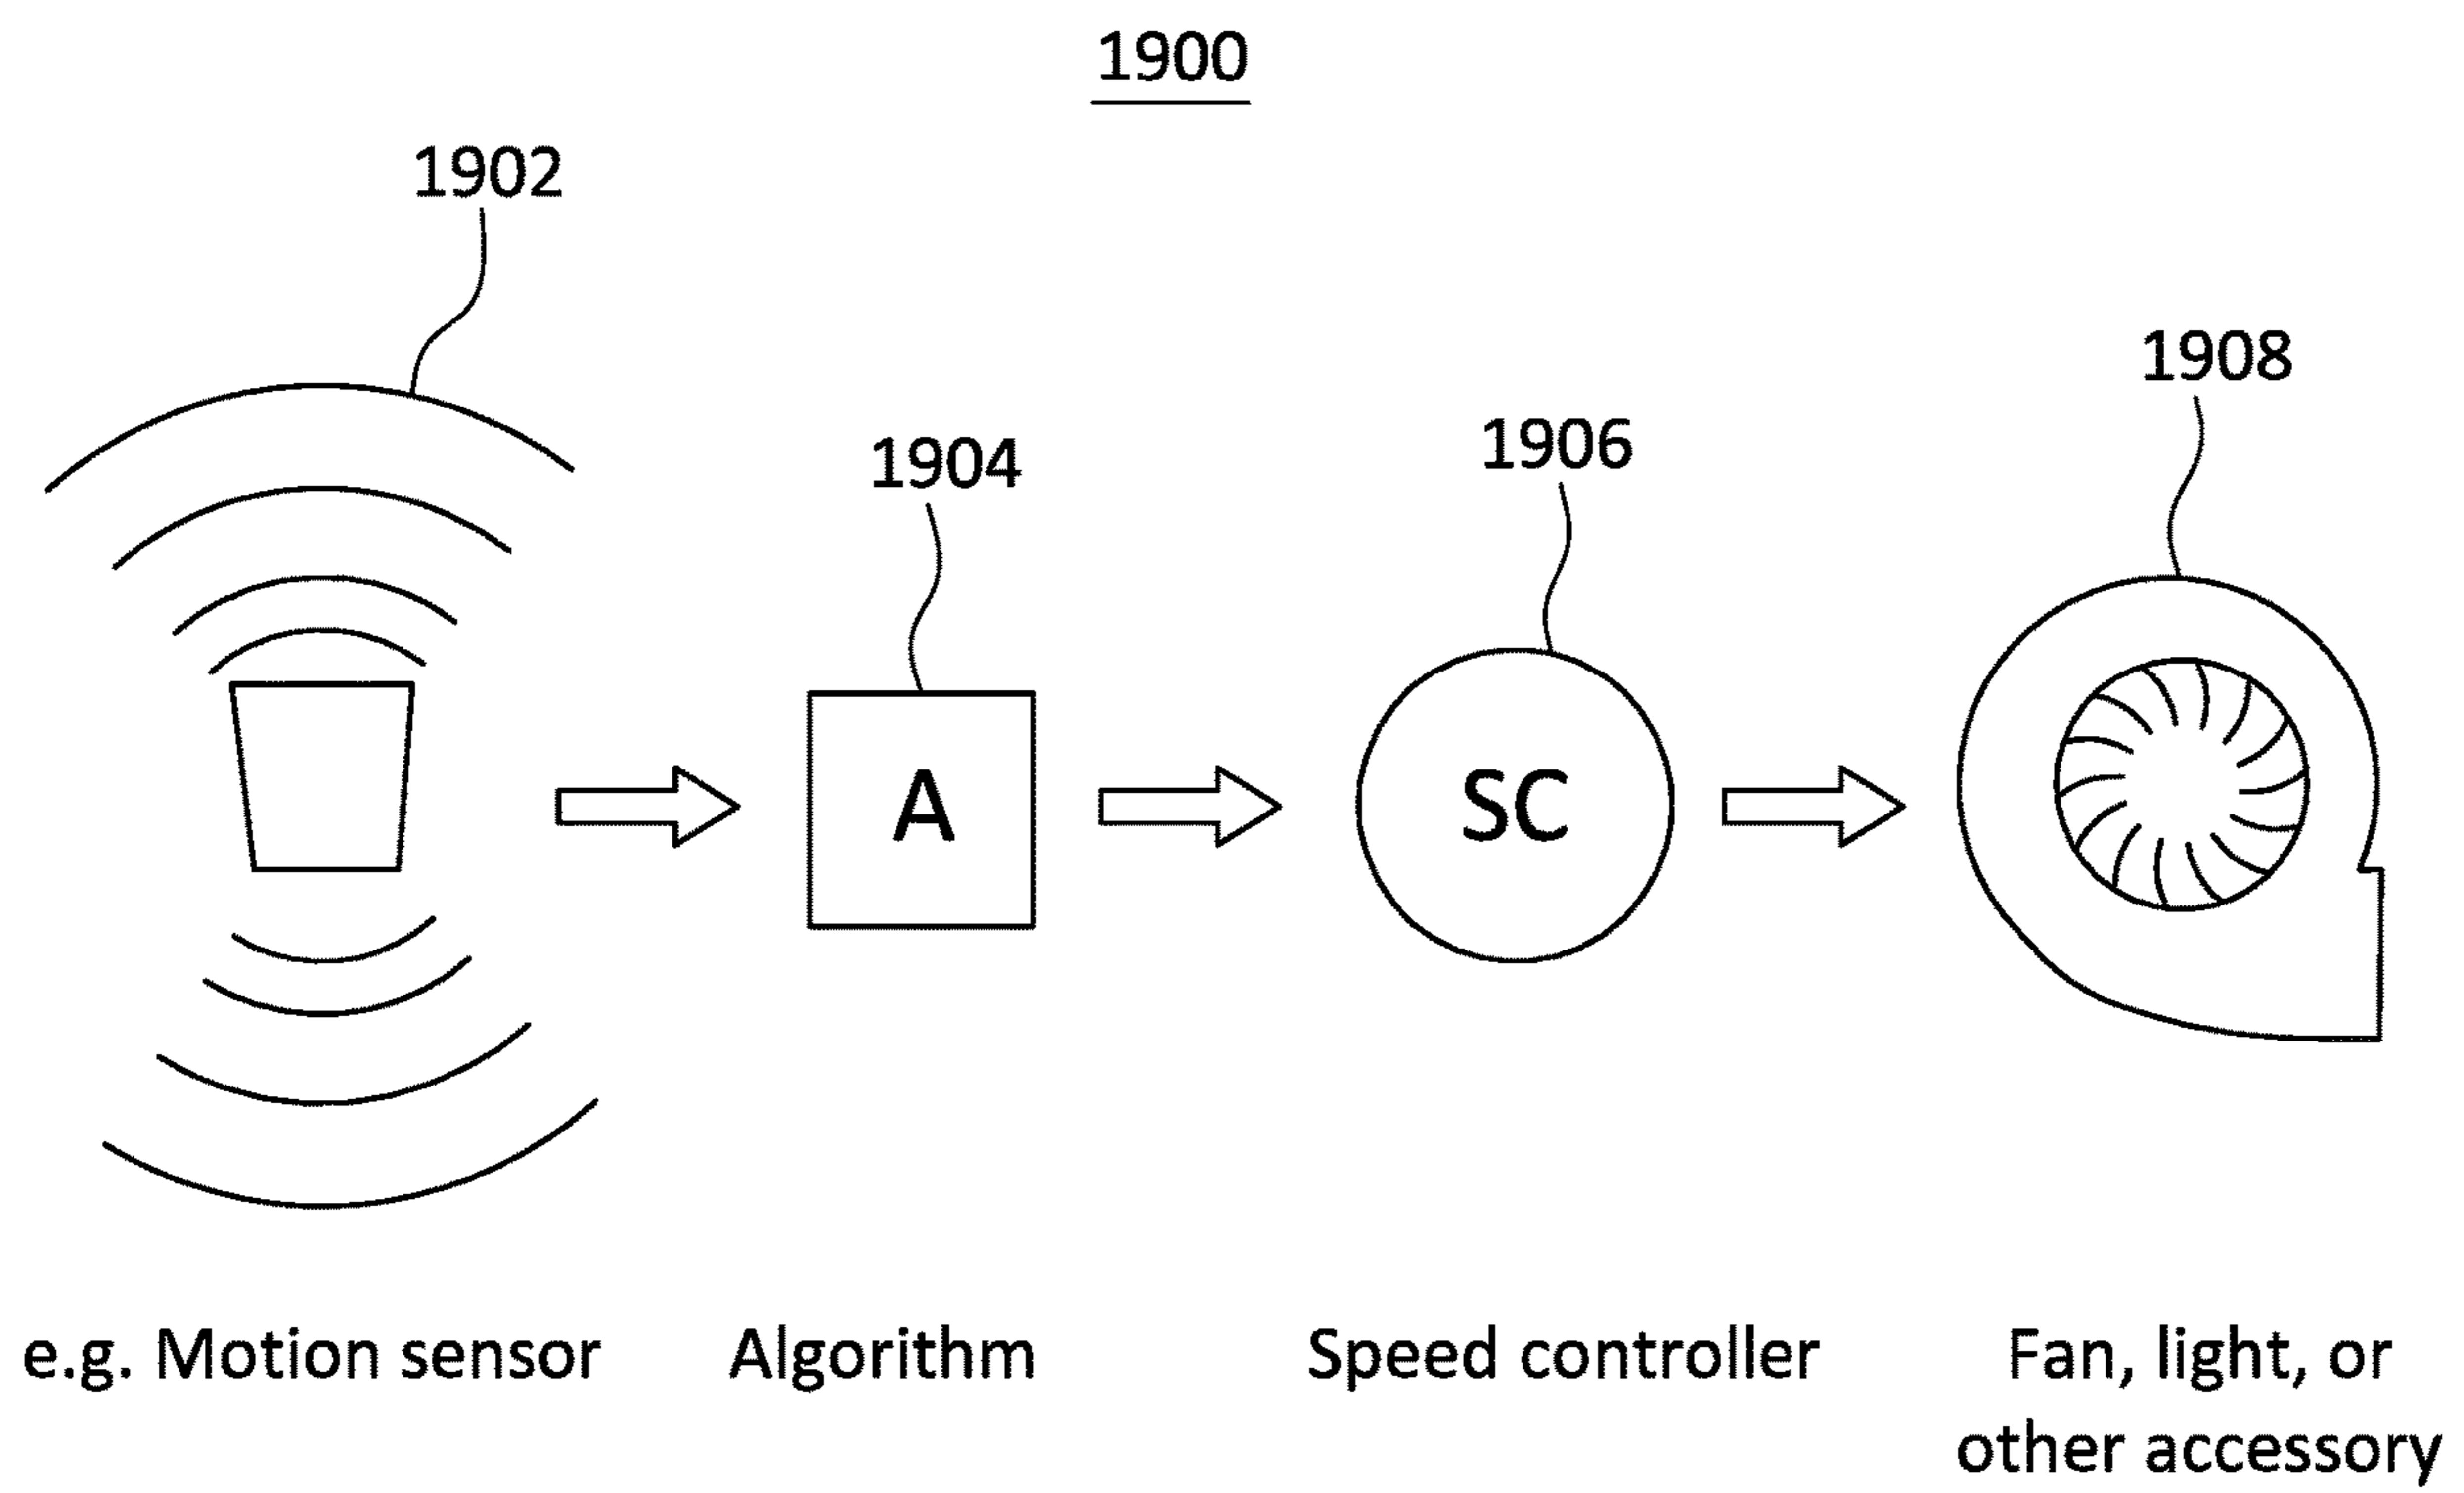 1900
1902
1908
1906
1904
A
SC
e.g. Motion sensor
Algorithm
Speed controller
Fan, light, or
other accessory